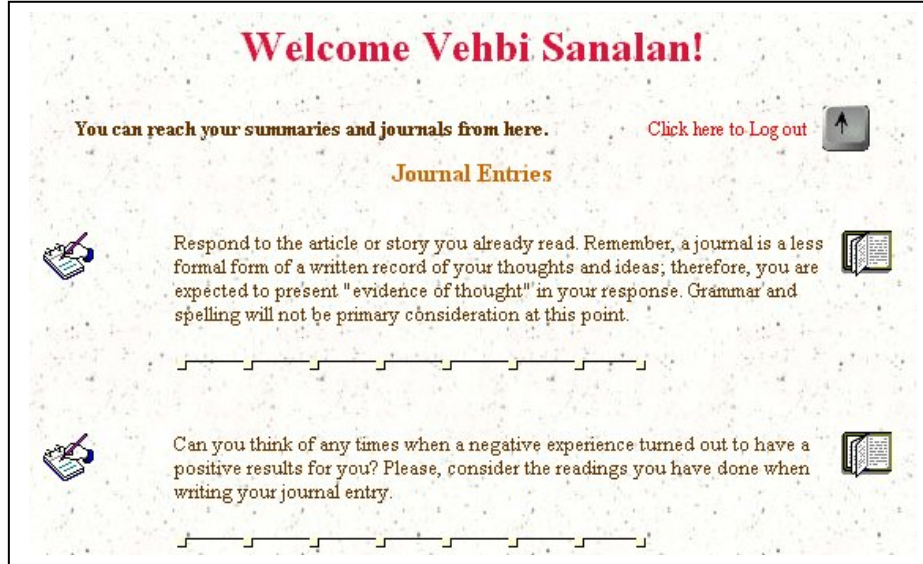 Welcome Vehbi Sanalan!
You can reach your summaries and journals from here.
Click here to Log out
Journal Entries
Respond to the article or story you already read. Remember, a journal is a less
formal form of a written record of your thoughts and ideas; therefore, you are
expected to present "evidence of thought" in your response. Grammar and
spelling will not be primary consideration at this point.
Can you think of any times when a negative experience turned out to have a
positive results for you? Please, consider the readings you have done when
writing your journal entry.